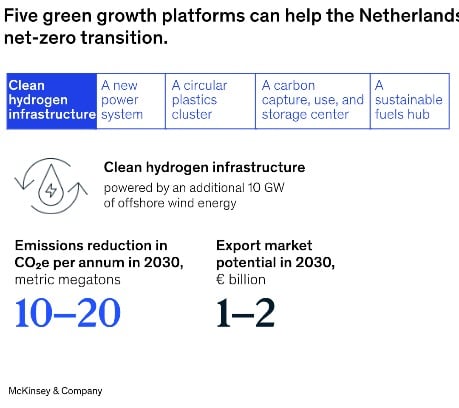 Five green growth platforms can help the Netherlands
net-zero transition.
Clean
hydrogen
infrastructure
A new
power
system
A circular
plastics
cluster
A carbon
capture, use, and
storage center
A
sustainable
fuels hub
Clean hydrogen infrastructure
powered by an additional 10 GW
of offshore wind energy
Emissions reduction in
CO₂e per annum in 2030,
metric megatons
10–20
Export market
potential in 2030,
€ billion
1–2
McKinsey & Company